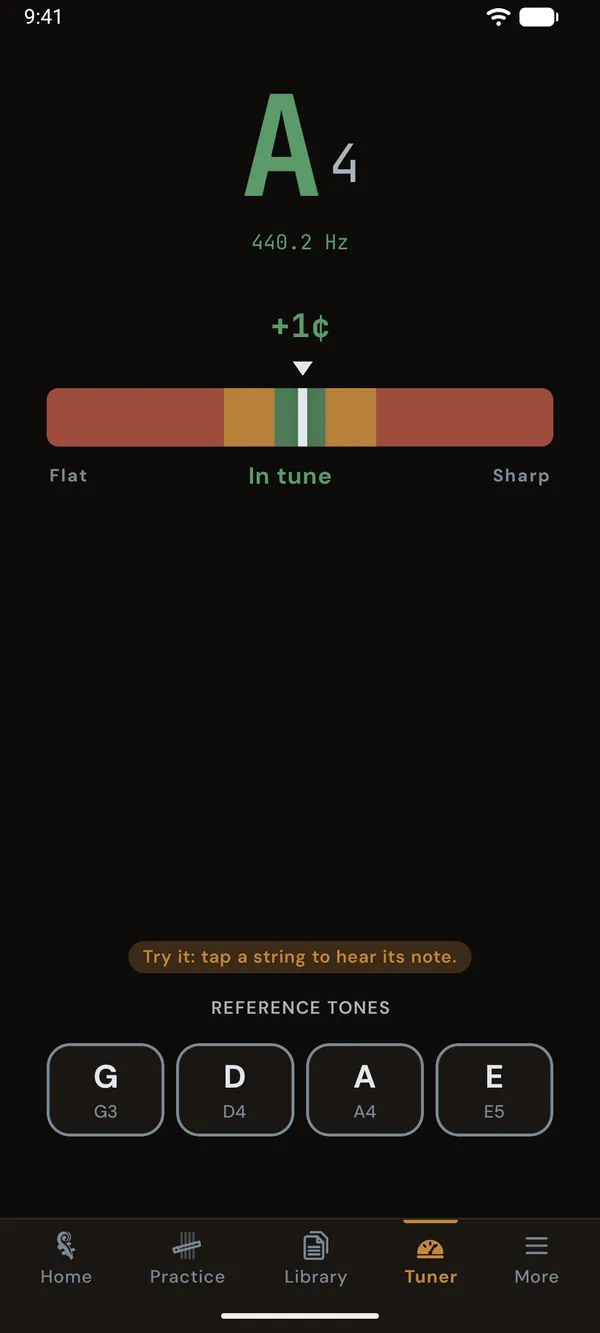 9:41
A 4
440.2 Hz
+1¢
Flat In tune Sharp
Try it: tap a string to hear its note.
REFERENCE TONES
G D A E
G3 D4 A4 E5
Home Practice Library Tuner More